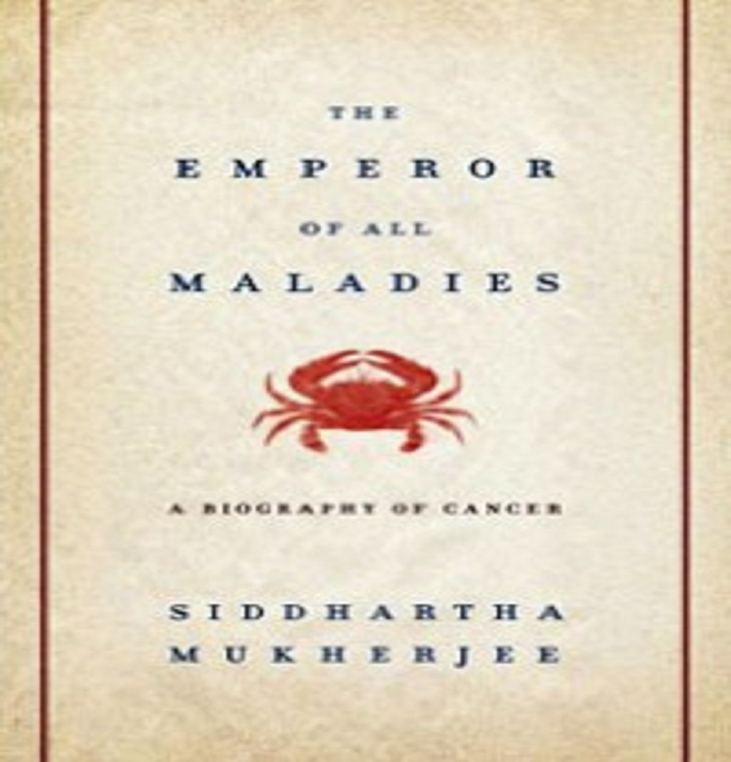 THE
EMPEROR
OF ALL
MALADIES
A BIOGRAPHY OF CANCER
SIDDHARTHA
MUKHERJEE